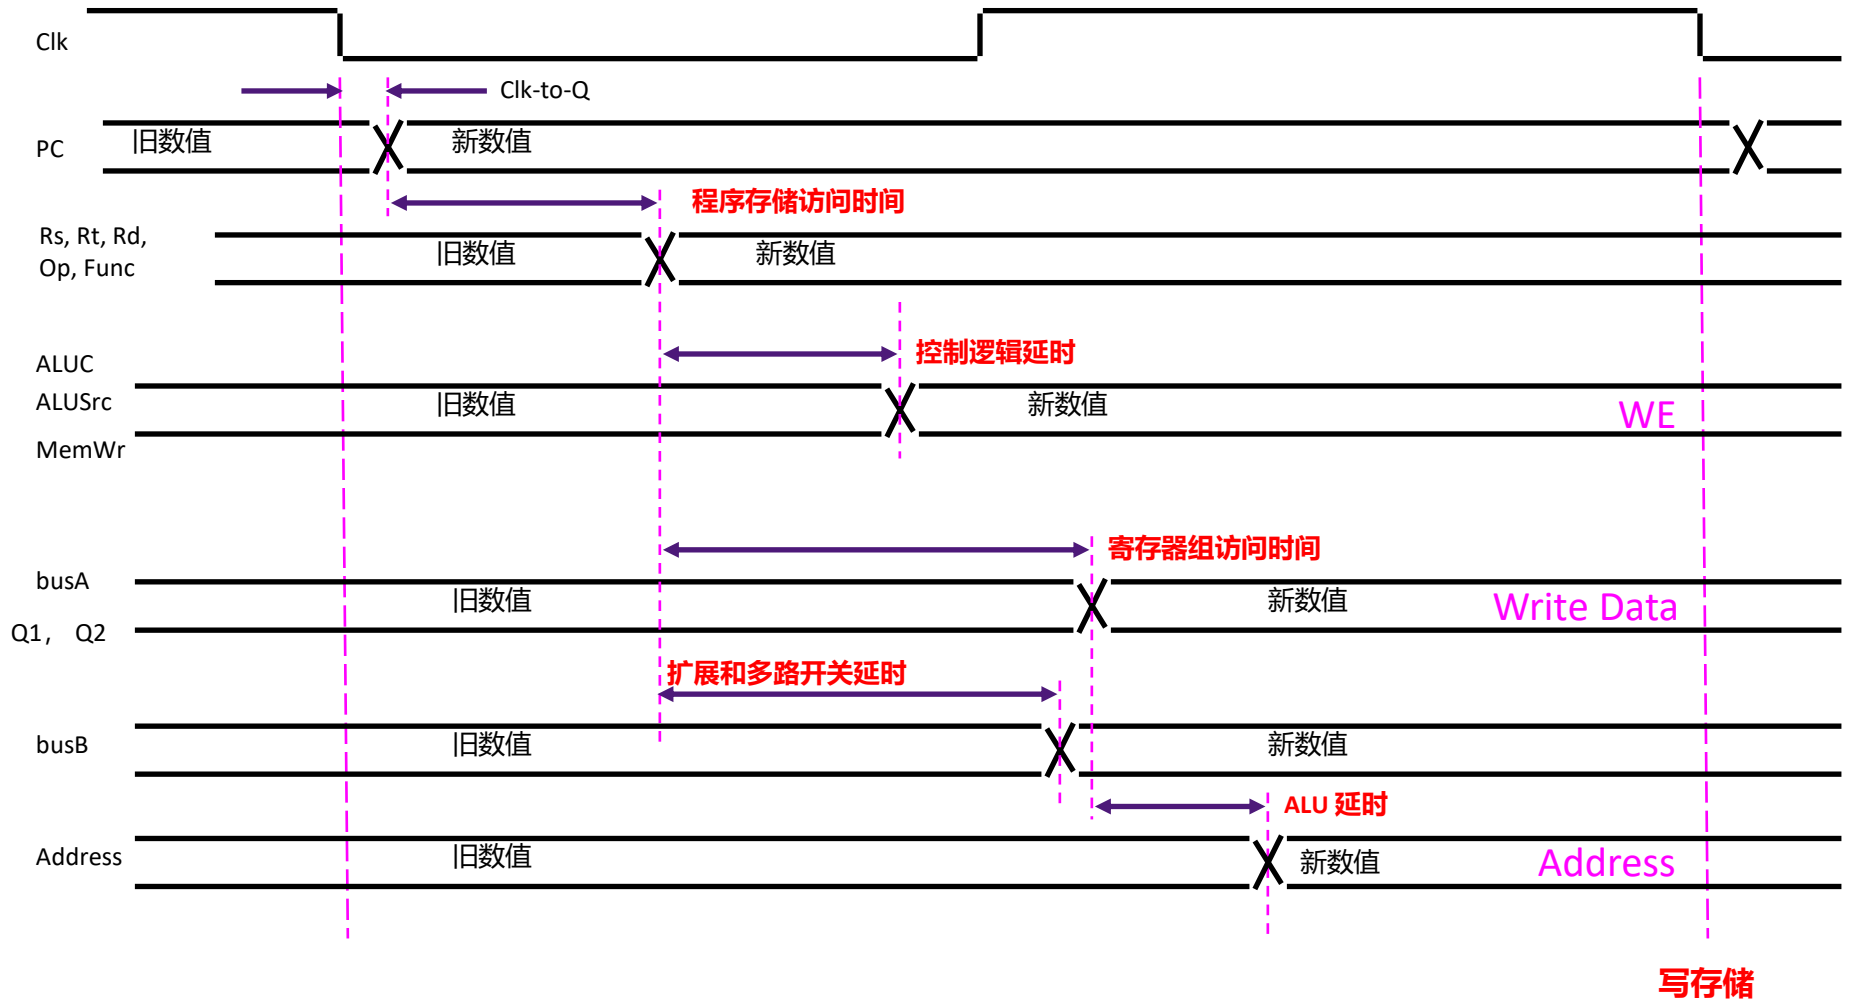 Clk
Clk-to-Q
PC
旧数值
新数值
程序存储访问时间
Rs, Rt, Rd,
Op, Func
旧数值
新数值
控制逻辑延时
ALUC
ALUSrc
MemWr
旧数值
新数值
WE
寄存器组访问时间
busA
Q1， Q2
旧数值
新数值
Write Data
扩展和多路开关延时
busB
旧数值
新数值
ALU 延时
Address
旧数值
新数值
Address
写存储